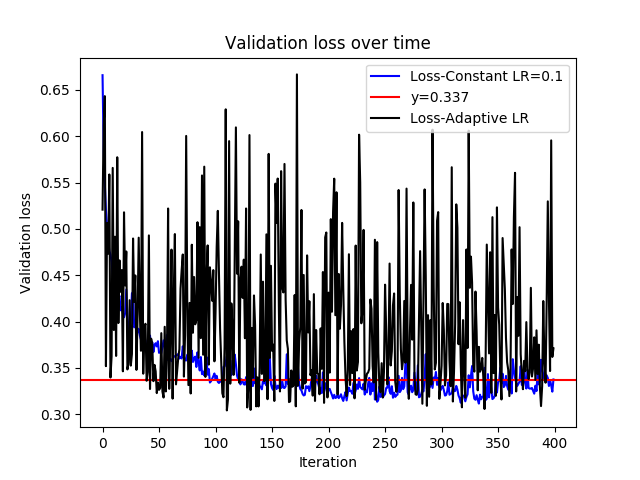 Validation loss over time
Loss-Constant LR=0.1
y=0.337
Loss-Adaptive LR
Validation loss
0.65
0.60
0.55
0.50
0.45
0.40
0.35
0.30
0 50 100 150 200 250 300 350 400
Iteration